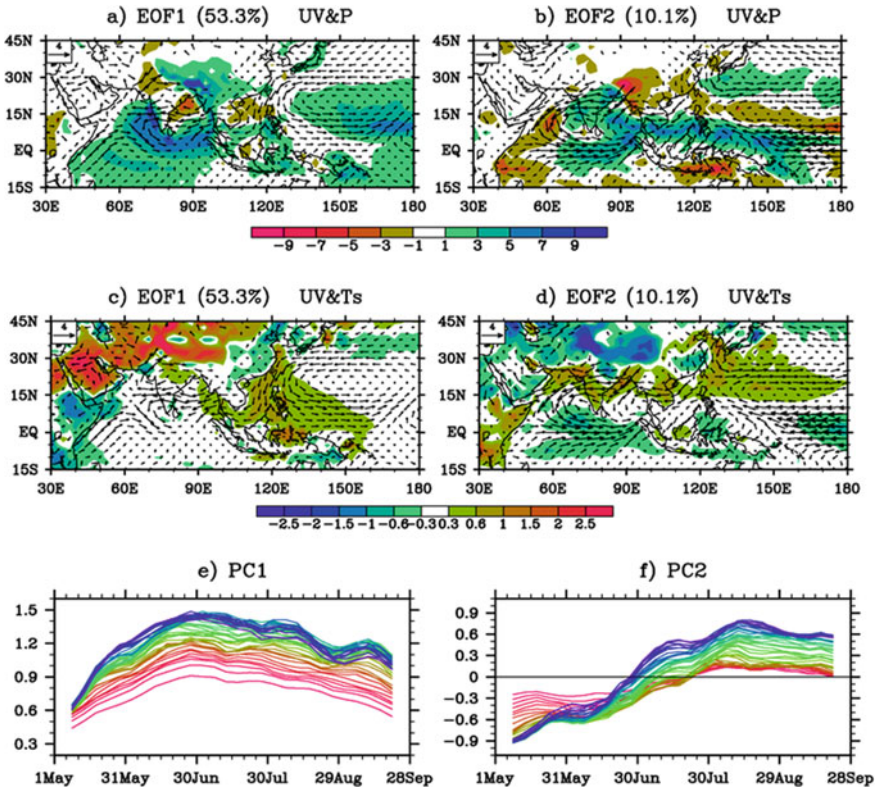 a) EOF1 (53.3%) UV&P
b) EOF2 (10.1%) UV&P
4
45N
30N
15N
EQ
15S
30E 60E 90E 120E 150E 180
4
45N
30N
15N
EQ
15S
30E 60E 90E 120E 150E 180
-9 -7 -5 -3 -1 1 3 5 7 9
c) EOF1 (53.3%) UV&Ts
d) EOF2 (10.1%) UV&Ts
4
45N
30N
15N
EQ
15S
30E 60E 90E 120E 150E 180
4
45N
30N
15N
EQ
15S
30E 60E 90E 120E 150E 180
-2.5 -2 -1.5 -1 -0.6 -0.3 0.3 0.6 1 1.5 2 2.5
e) PC1
f) PC2
1.5
1.2
0.9
0.6
0.3
1May 31May 30Jun 30Jul 29Aug 28Sep
0.9
0.6
0.3
0
-0.3
-0.6
-0.9
1May 31May 30Jun 30Jul 29Aug 28Sep